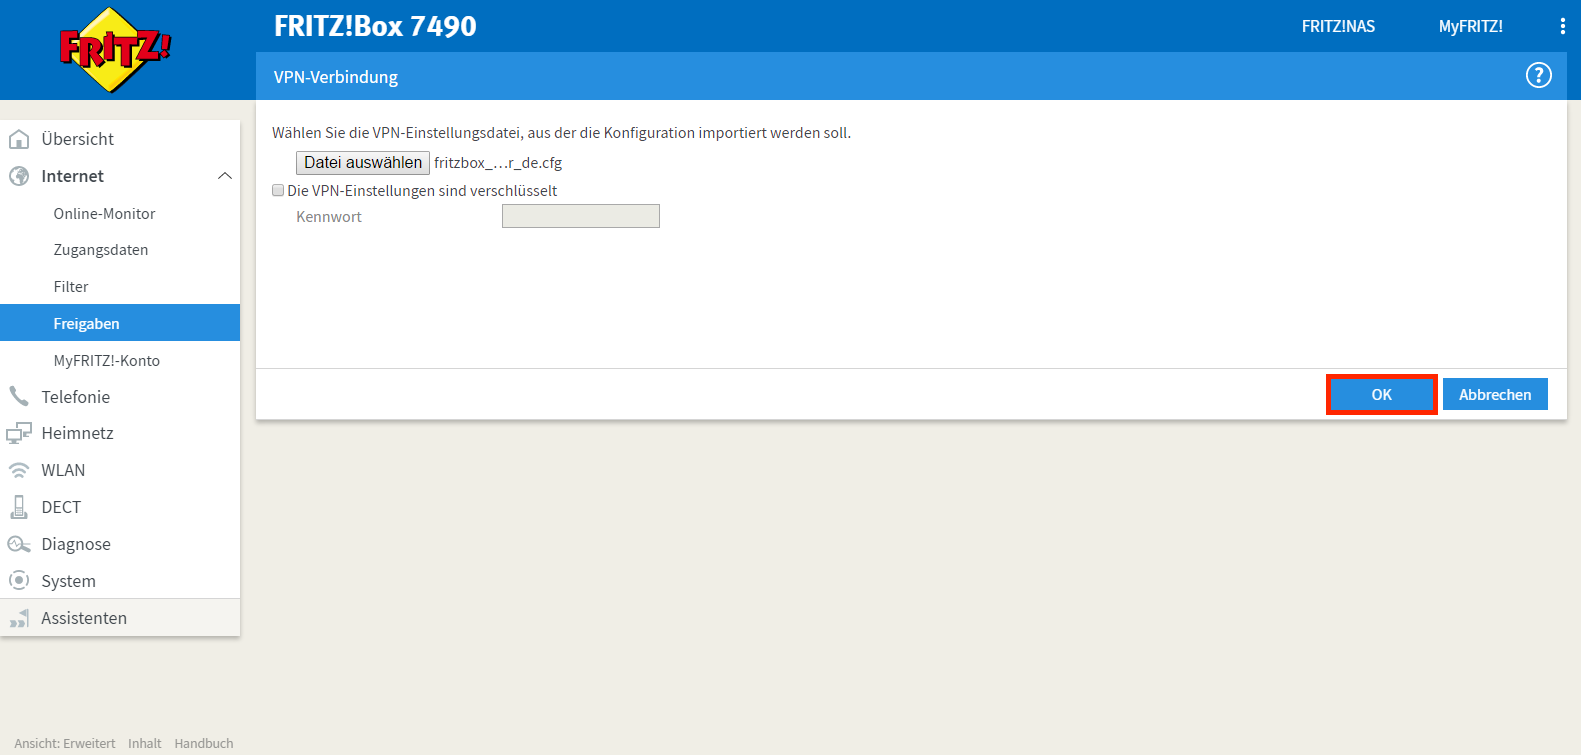 FRITZ!
FRITZ!Box 7490
FRITZ!NAS
MyFRITZ!
VPN-Verbindung
?
Übersicht
Internet
Online-Monitor
Zugangsdaten
Filter
Freigaben
MyFRITZ!-Konto
Telefonie
Heimnetz
WLAN
DECT
Diagnose
System
Assistenten
Wählen Sie die VPN-Einstellungsdatei, aus der die Konfiguration importiert werden soll.
Datei auswählen fritzbox_...r_de.cfg
Die VPN-Einstellungen sind verschlüsselt
Kennwort
OK
Abbrechen
Ansicht: Erweitert Inhalt Handbuch